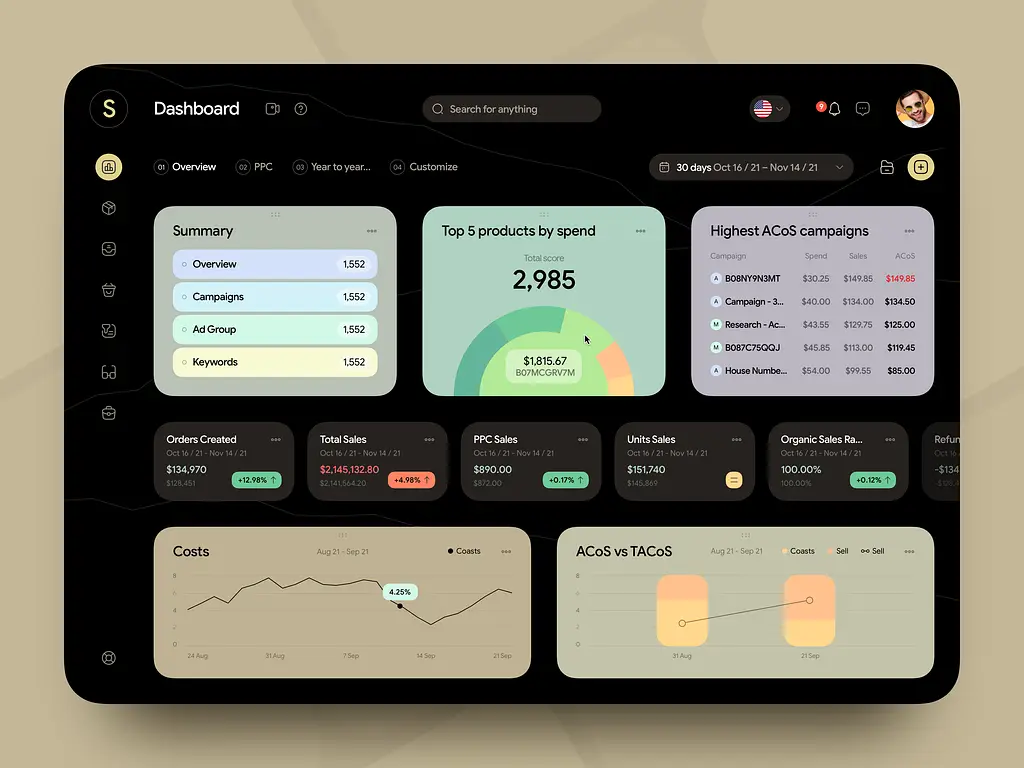 S
Dashboard
Search for anything
9
01 Overview
02 PPC
03 Year to year...
04 Customize
30 days Oct 16 / 21 – Nov 14 / 21
Summary
Overview 1,552
Campaigns 1,552
Ad Group 1,552
Keywords 1,552
Top 5 products by spend
Total score
2,985
$1,815.67
B07MCGRV7M
Highest ACoS campaigns
Campaign Spend Sales ACoS
A B08NY9N3MT $30.25 $149.85 $149.85
A Campaign - 3... $40.00 $134.00 $134.50
M Research - Ac... $43.55 $129.75 $125.00
M B087C75QQJ $45.85 $113.00 $119.45
A House Numbe... $54.00 $99.55 $85.00
Orders Created
Oct 16 / 21 - Nov 14 / 21
$134,970
$128,451
+12.98%
Total Sales
Oct 16 / 21 - Nov 14 / 21
$2,145,132.80
$2,141,564.20
+4.98%
PPC Sales
Oct 16 / 21 - Nov 14 / 21
$890.00
$872.00
+0.17%
Units Sales
Oct 16 / 21 - Nov 14 / 21
$151,740
$145,869
Organic Sales Ra...
Oct 16 / 21 - Nov 14 / 21
100.00%
100.00%
+0.12%
Refun
Oct 16
-$134
Costs
Aug 21 - Sep 21
Coasts
8
6
4
2
0
4.25%
24 Aug 31 Aug 7 Sep 14 Sep 21 Sep
ACoS vs TACoS
Aug 21 - Sep 21
Coasts Sell Sell
8
6
4
2
0
31 Aug 21 Sep